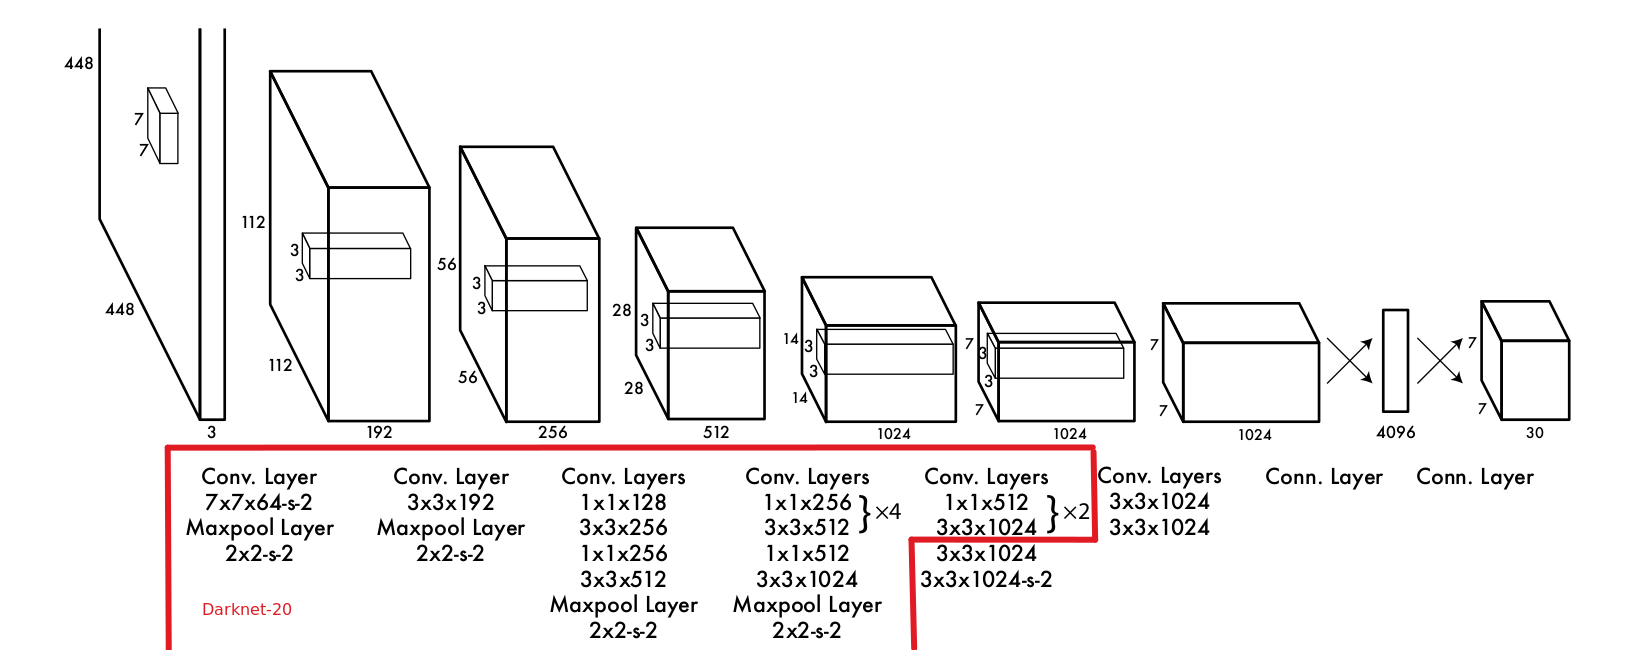 448
7
7
448
3
112
3
3
112
192
56
3
3
56
256
28
3
3
28
512
14
3
3
14
1024
7
3
3
7
1024
7
7
1024
4096
7
7
30
Conv. Layer
7x7x64-s-2
Maxpool Layer
2x2-s-2
Conv. Layer
3x3x192
Maxpool Layer
2x2-s-2
Conv. Layers
1x1x128
3x3x256
1x1x256
3x3x512
Maxpool Layer
2x2-s-2
Conv. Layers
1x1x256
3x3x512
} ×4
1x1x512
3x3x1024
Maxpool Layer
2x2-s-2
Conv. Layers
1x1x512
3x3x1024
} ×2
3x3x1024
3x3x1024-s-2
Conv. Layers
3x3x1024
3x3x1024
Conn. Layer
Conn. Layer
Darknet-20